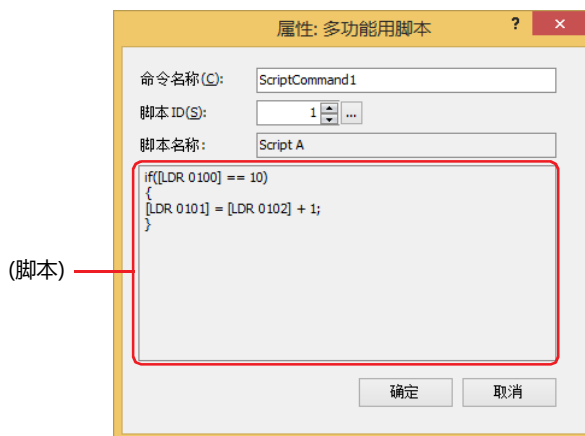 属性: 多功能用脚本
?
×
命令名称(C):
ScriptCommand1
脚本 ID(S):
1
...
脚本名称:
Script A
if([LDR 0100] == 10)
{
[LDR 0101] = [LDR 0102] + 1;
}
(脚本)
确定
取消